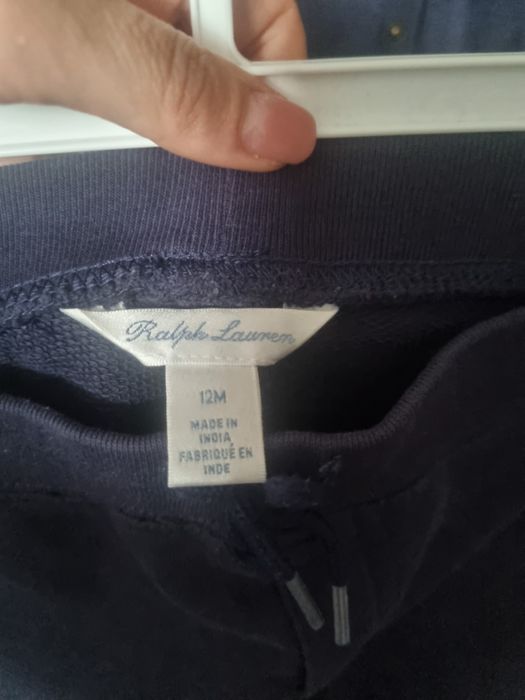 Ralph Lauren
12M
MADE IN
INDIA
FABRIQUÉ EN
INDE